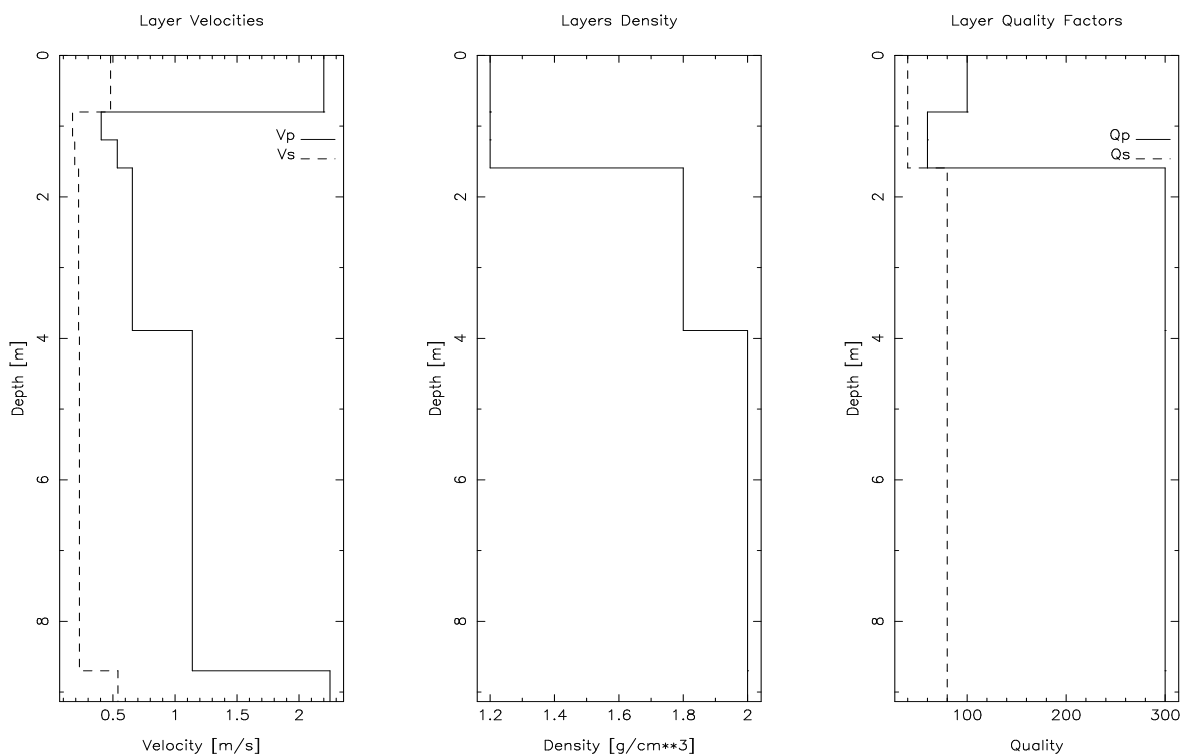 Layer Velocities
0
2
4
6
8
Depth [m]
Vp
Vs
0.5 1 1.5 2
Velocity [m/s]
Layers Density
0
2
4
6
8
Depth [m]
1.2 1.4 1.6 1.8 2
Density [g/cm**3]
Layer Quality Factors
0
2
4
6
8
Depth [m]
Qp
Qs
100 200 300
Quality